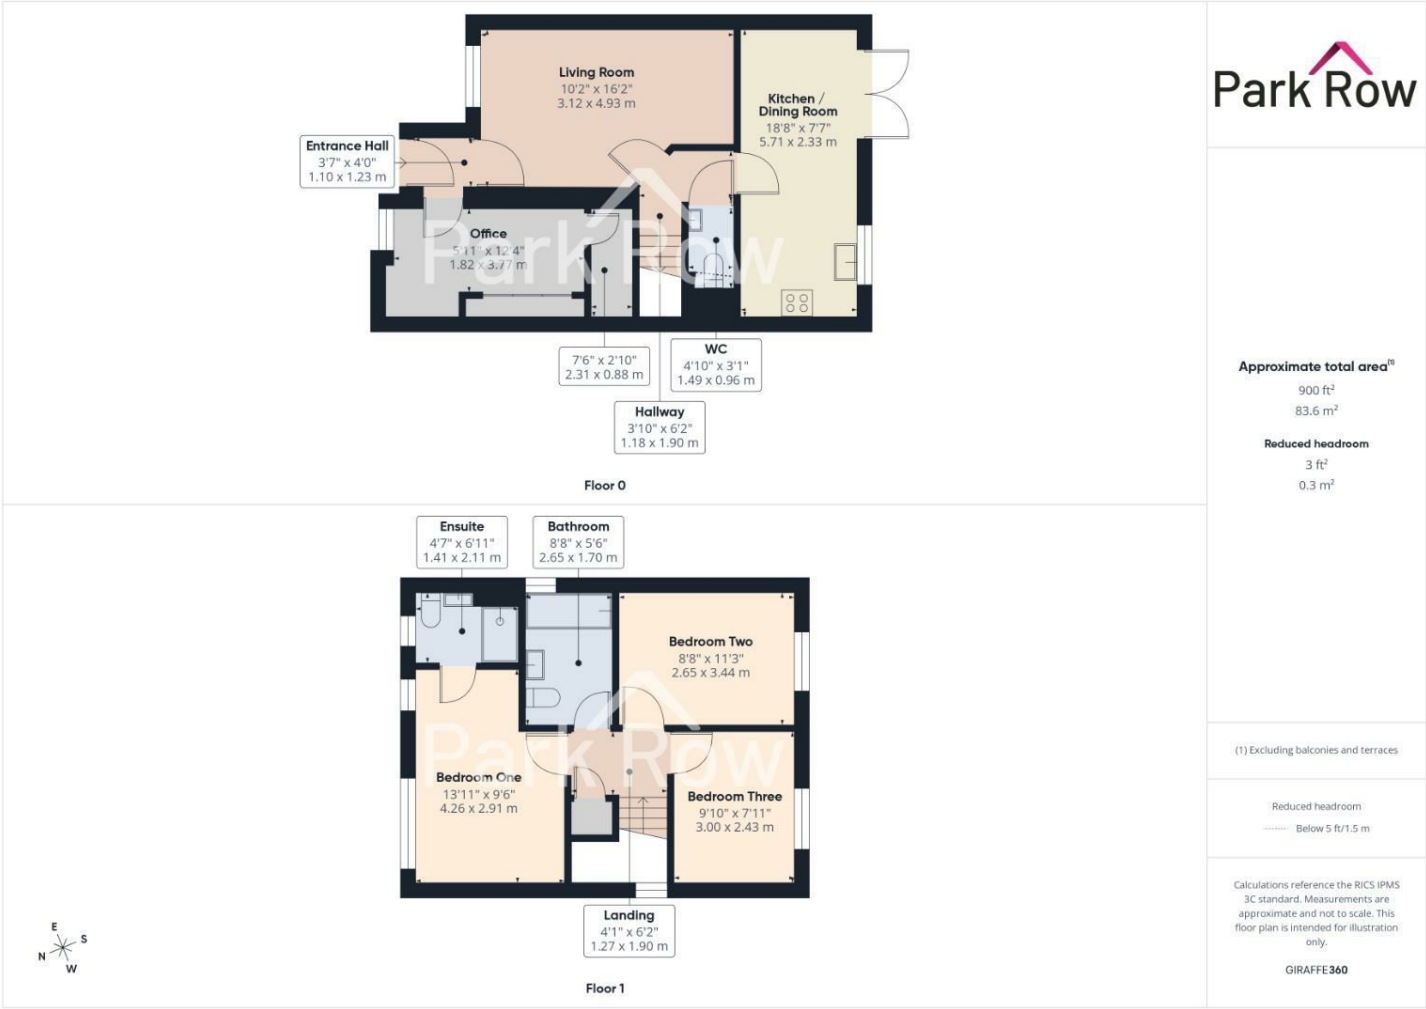 Living Room
10'2" x 16'2"
3.12 x 4.93 m
Kitchen /
Dining Room
18'8" x 7'7"
5.71 x 2.33 m
Entrance Hall
3'7" x 4'0"
1.10 x 1.23 m
Office
5'11" x 12'4"
1.82 x 3.77 m
Park Row
7'6" x 2'10"
2.31 x 0.88 m
WC
4'10" x 3'1"
1.49 x 0.96 m
Hallway
3'10" x 6'2"
1.18 x 1.90 m
Floor 0
Ensuite
4'7" x 6'11"
1.41 x 2.11 m
Bathroom
8'8" x 5'6"
2.65 x 1.70 m
Bedroom Two
8'8" x 11'3"
2.65 x 3.44 m
Park Row
Bedroom One
13'11" x 9'6"
4.26 x 2.91 m
Bedroom Three
9'10" x 7'11"
3.00 x 2.43 m
Landing
4'1" x 6'2"
1.27 x 1.90 m
E
S
N
W
Floor 1
Park Row
Approximate total area(1)
900 ft²
83.6 m²
Reduced headroom
3 ft²
0.3 m²
(1) Excluding balconies and terraces
Reduced headroom
Below 5 ft/1.5 m
Calculations reference the RICS IPMS
3C standard. Measurements are
approximate and not to scale. This
floor plan is intended for illustration
only.
GIRAFFE360